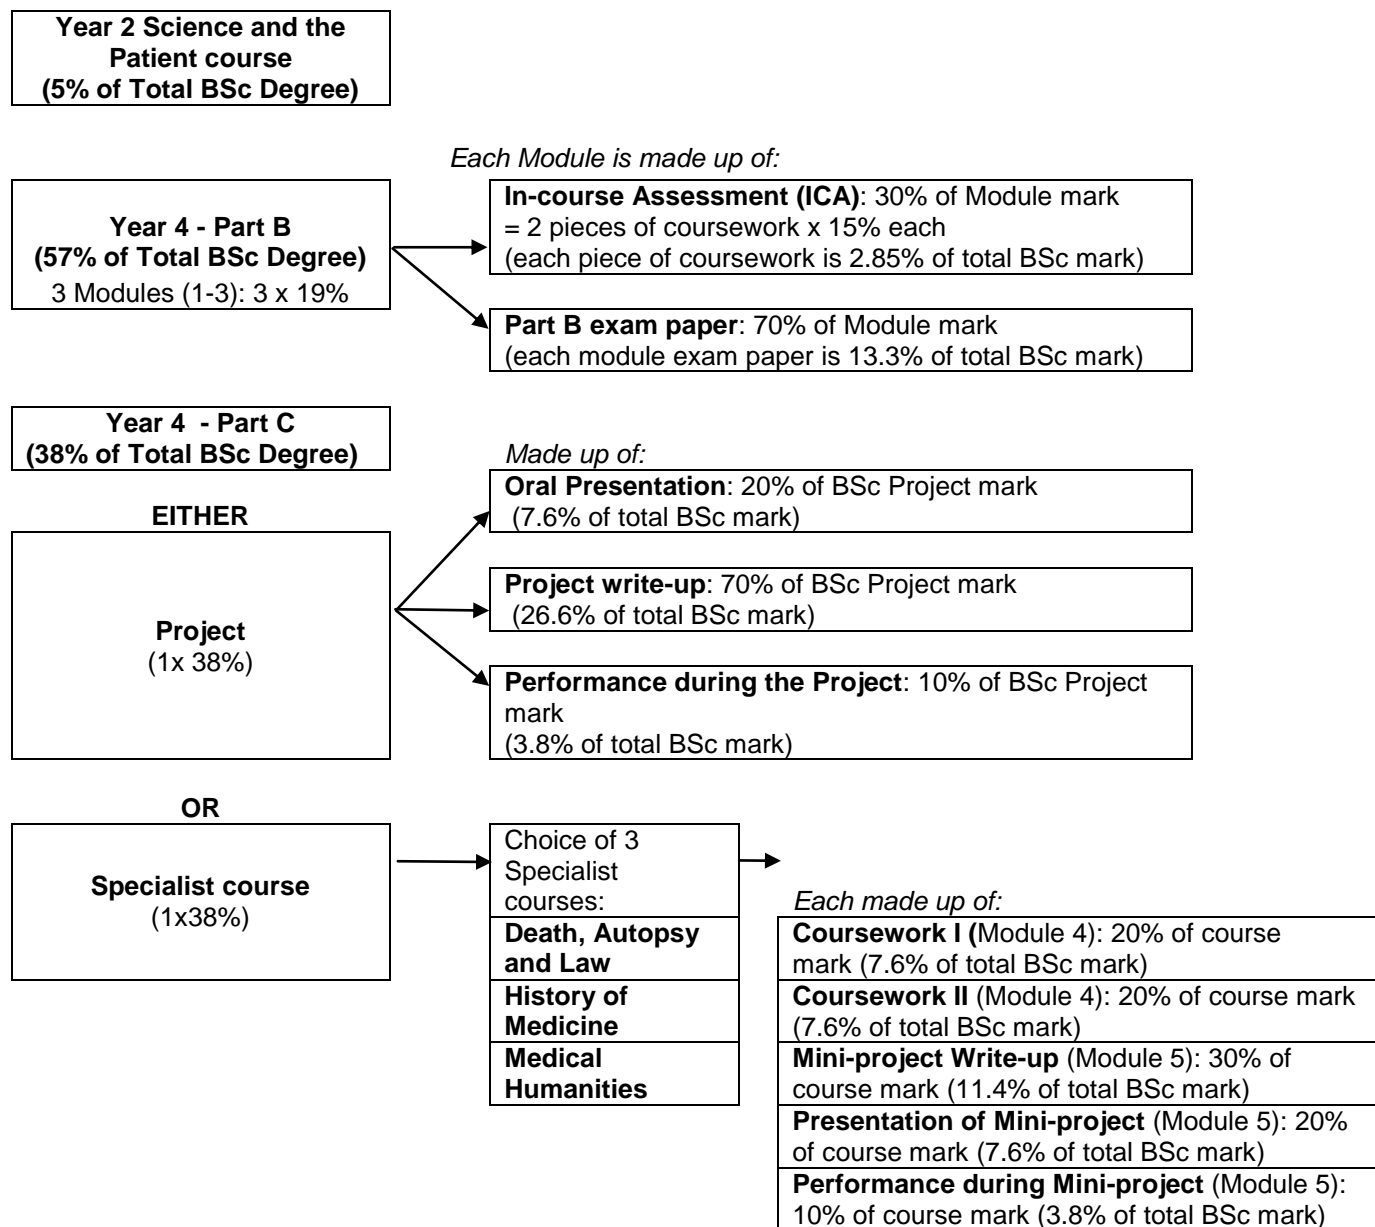 Year 2 Science and the
Patient course
(5% of Total BSc Degree)
Each Module is made up of:
Year 4 - Part B
(57% of Total BSc Degree)
3 Modules (1-3): 3 x 19%
In-course Assessment (ICA): 30% of Module mark
= 2 pieces of coursework x 15% each
(each piece of coursework is 2.85% of total BSc mark)
Part B exam paper: 70% of Module mark
(each module exam paper is 13.3% of total BSc mark)
Year 4 - Part C
(38% of Total BSc Degree)
Made up of:
EITHER
Project
(1x 38%)
Oral Presentation: 20% of BSc Project mark
(7.6% of total BSc mark)
Project write-up: 70% of BSc Project mark
(26.6% of total BSc mark)
Performance during the Project: 10% of BSc Project
mark
(3.8% of total BSc mark)
OR
Specialist course
(1x38%)
Choice of 3
Specialist
courses:
Death, Autopsy
and Law
History of
Medicine
Medical
Humanities
Each made up of:
Coursework I (Module 4): 20% of course
mark (7.6% of total BSc mark)
Coursework II (Module 4): 20% of course mark
(7.6% of total BSc mark)
Mini-project Write-up (Module 5): 30% of
course mark (11.4% of total BSc mark)
Presentation of Mini-project (Module 5): 20%
of course mark (7.6% of total BSc mark)
Performance during Mini-project (Module 5):
10% of course mark (3.8% of total BSc mark)